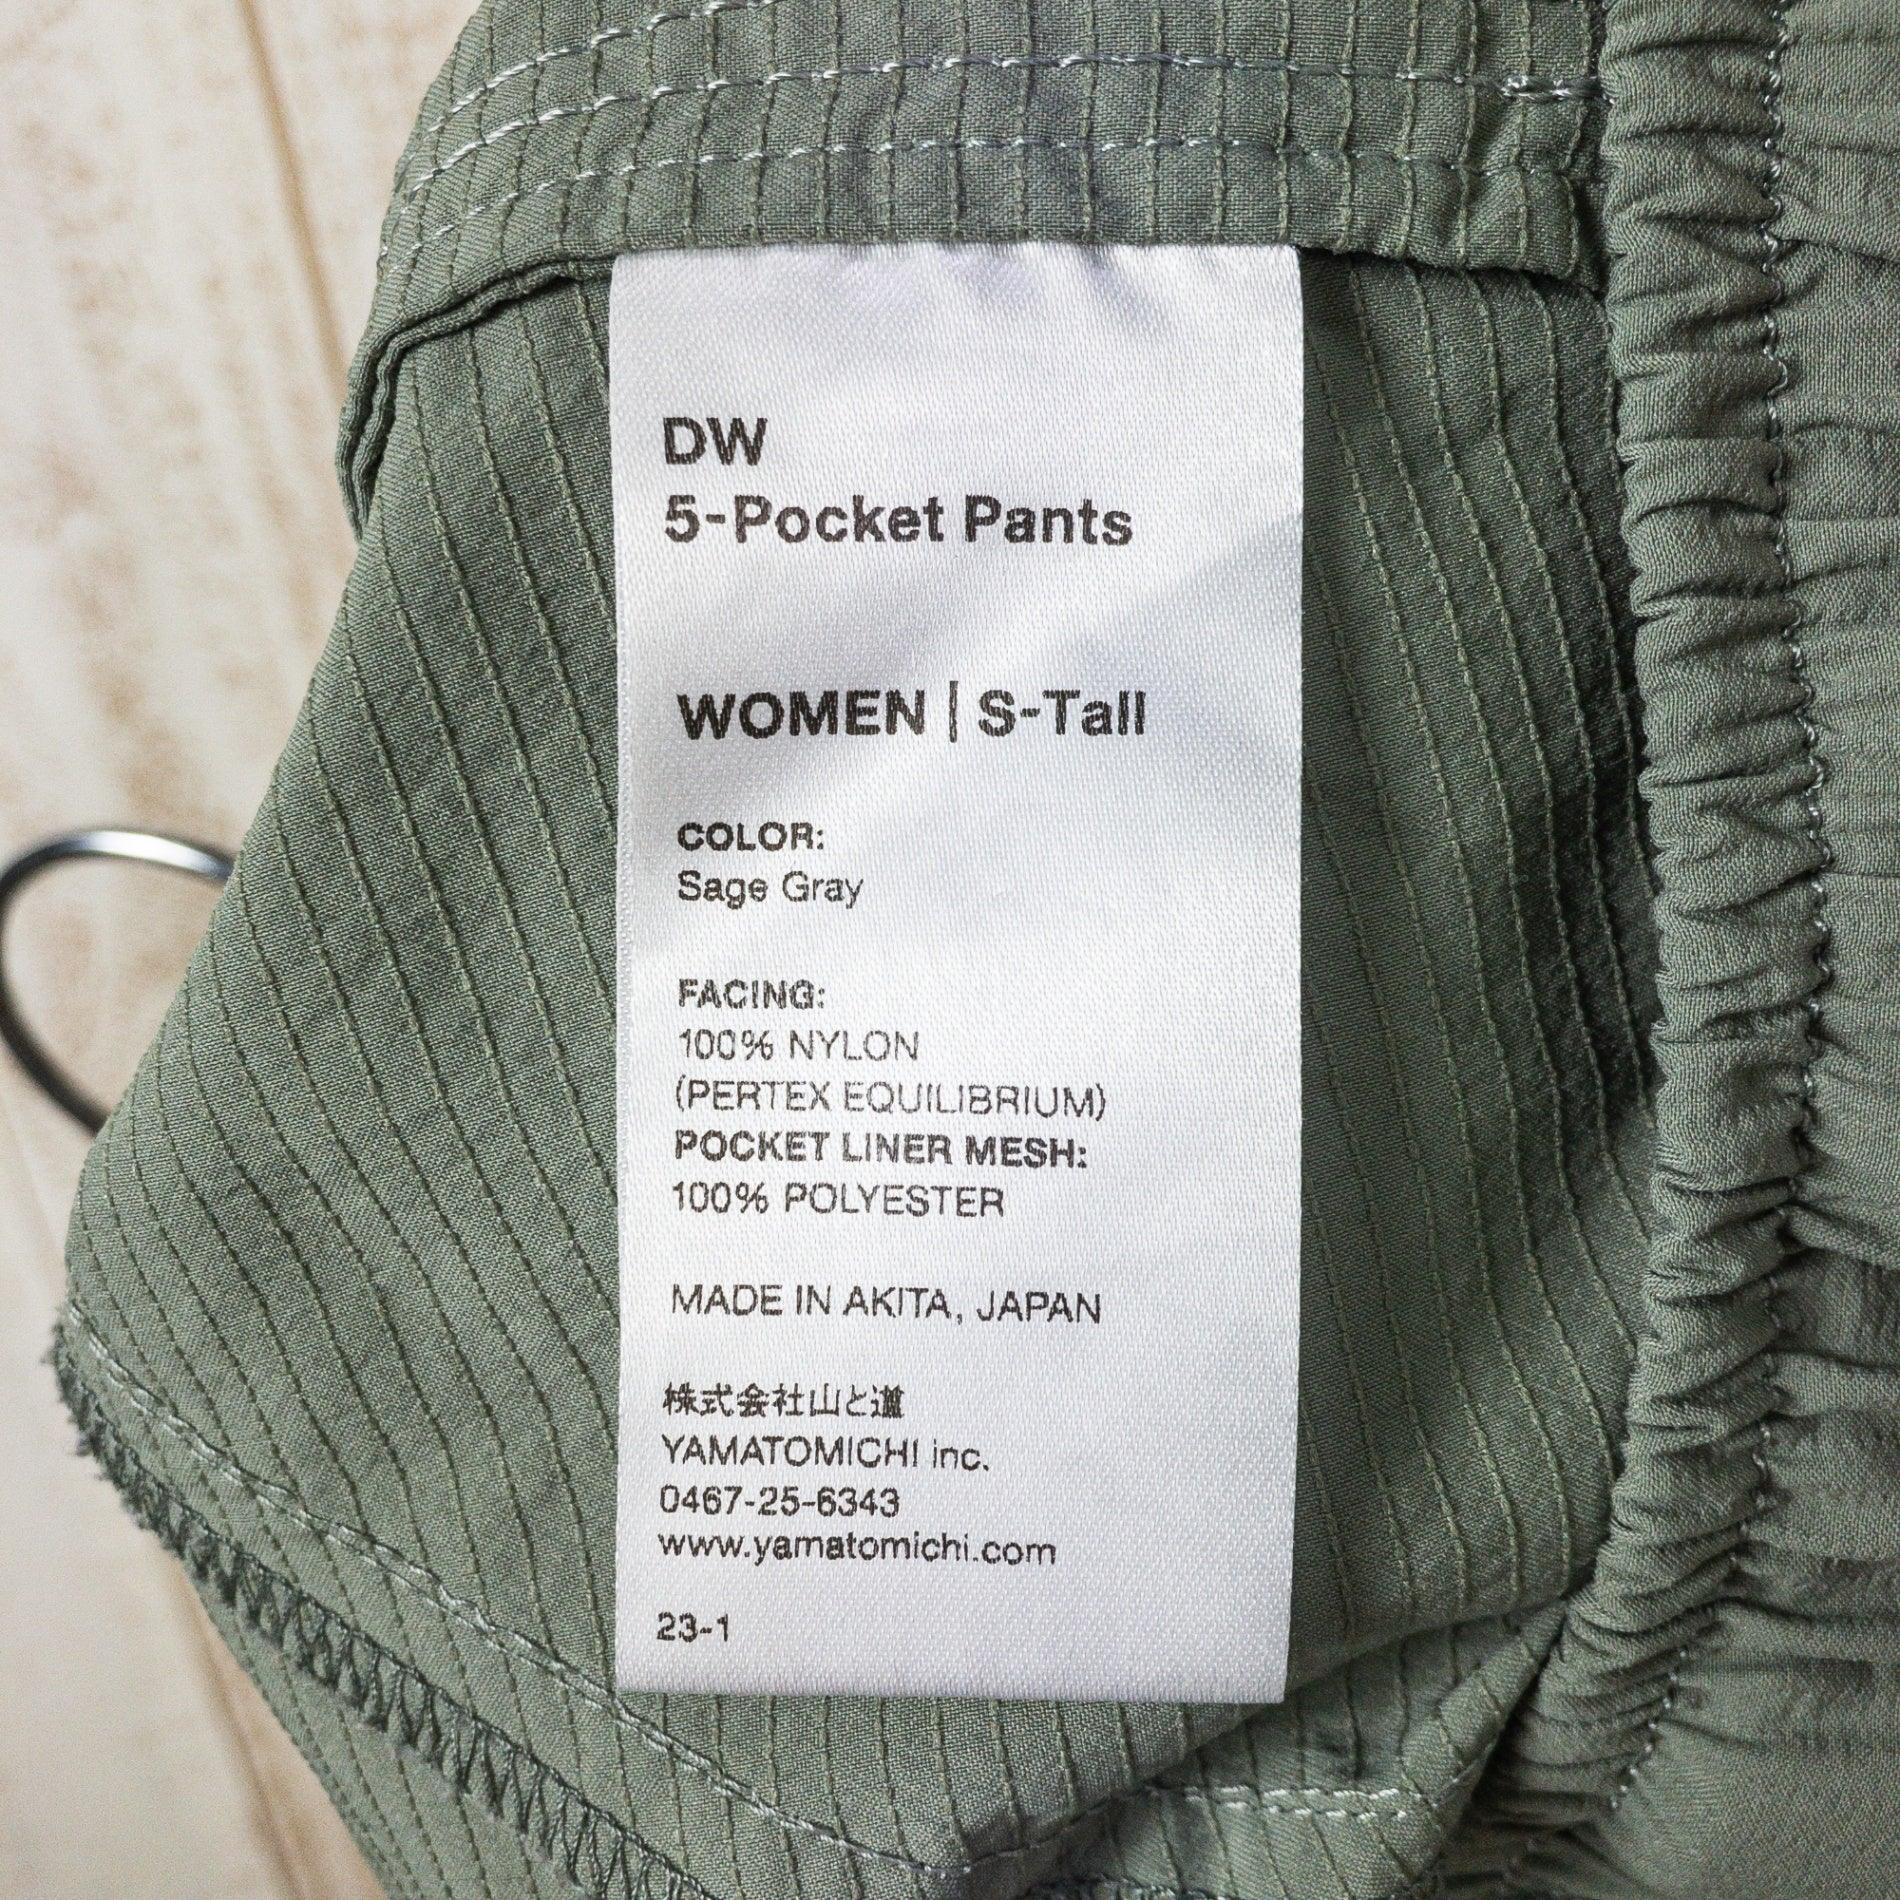 DW
5-Pocket Pants
WOMEN | S-Tall
COLOR:
Sage Gray
FACING:
100% NYLON
(PERTEX EQUILIBRIUM)
POCKET LINER MESH:
100% POLYESTER
MADE IN AKITA, JAPAN
株式会社山と道
YAMATOMICHI inc.
0467-25-6343
www.yamatomichi.com
23-1